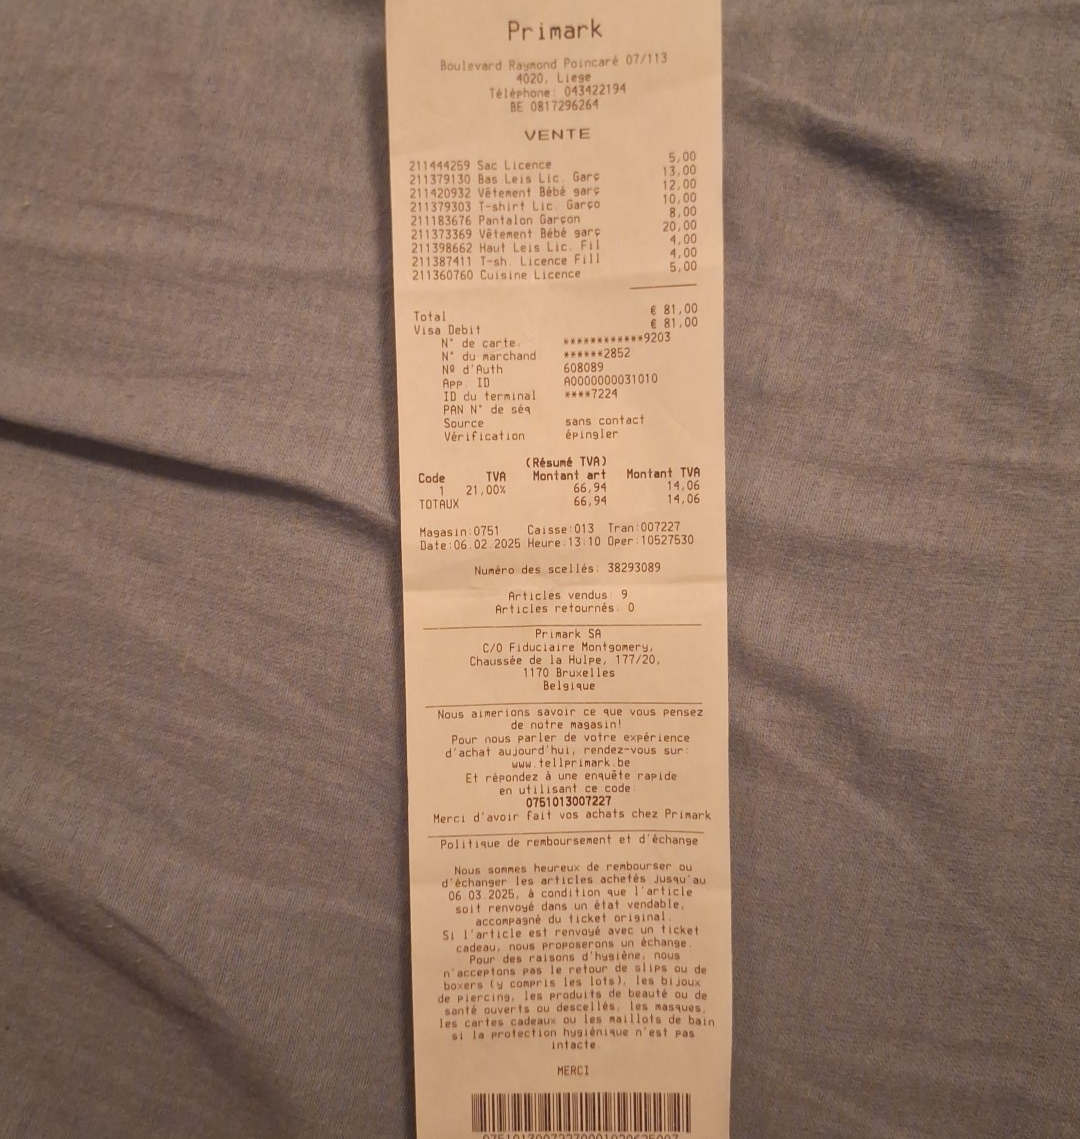 Primark
Boulevard Raymond Poincaré 07/113
4020, Liege
Téléphone: 043422194
BE 0817296264
VENTE
211444259 Sac Licence 5,00
211379130 Bas Leis Lic. Garç 13,00
211420932 Vêtement Bébé garç 12,00
211379303 T-shirt Lic. Garço 10,00
211183676 Pantalon Garçon 8,00
211373369 Vêtement Bébé garç 20,00
211398662 Haut Leis Lic. Fil 4,00
211387411 T-sh. Licence Fill 4,00
211360760 Cuisine Licence 5,00
Total € 81,00
Visa Debit € 81,00
N° de carte. ************9203
N° du marchand ******2852
Nº d'Auth 608089
App. ID A0000000031010
ID du terminal ****7224
PAN N° de séq
Source sans contact
Vérification épingler
(Résumé TVA)
Code TVA Montant art Montant TVA
1 21,00% 66,94 14,06
TOTAUX 66,94 14,06
Magasin:0751 Caisse:013 Tran:007227
Date:06.02.2025 Heure:13:10 Oper:10527530
Numéro des scellés: 38293089
Articles vendus: 9
Articles retournés: 0
Primark SA
C/O Fiduciaire Montgomery,
Chaussée de la Hulpe, 177/20,
1170 Bruxelles
Belgique
Nous aimerions savoir ce que vous pensez
de notre magasin!
Pour nous parler de votre expérience
d'achat aujourd'hui, rendez-vous sur:
www.tellprimark.be
Et répondez à une enquête rapide
en utilisant ce code:
0751013007227
Merci d'avoir fait vos achats chez Primark
Politique de remboursement et d'échange
Nous sommes heureux de rembourser ou
d'échanger les articles achetés jusqu'au
06.03.2025, à condition que l'article
soit renvoyé dans un état vendable,
accompagné du ticket original.
Si l'article est renvoyé avec un ticket
cadeau, nous proposerons un échange.
Pour des raisons d'hygiène, nous
n'acceptons pas le retour de slips ou de
boxers (y compris les lots), les bijoux
de piercing, les produits de beauté ou de
santé ouverts ou descellés, les masques,
les cartes cadeaux ou les maillots de bain
si la protection hygiénique n'est pas
intacte.
MERCI